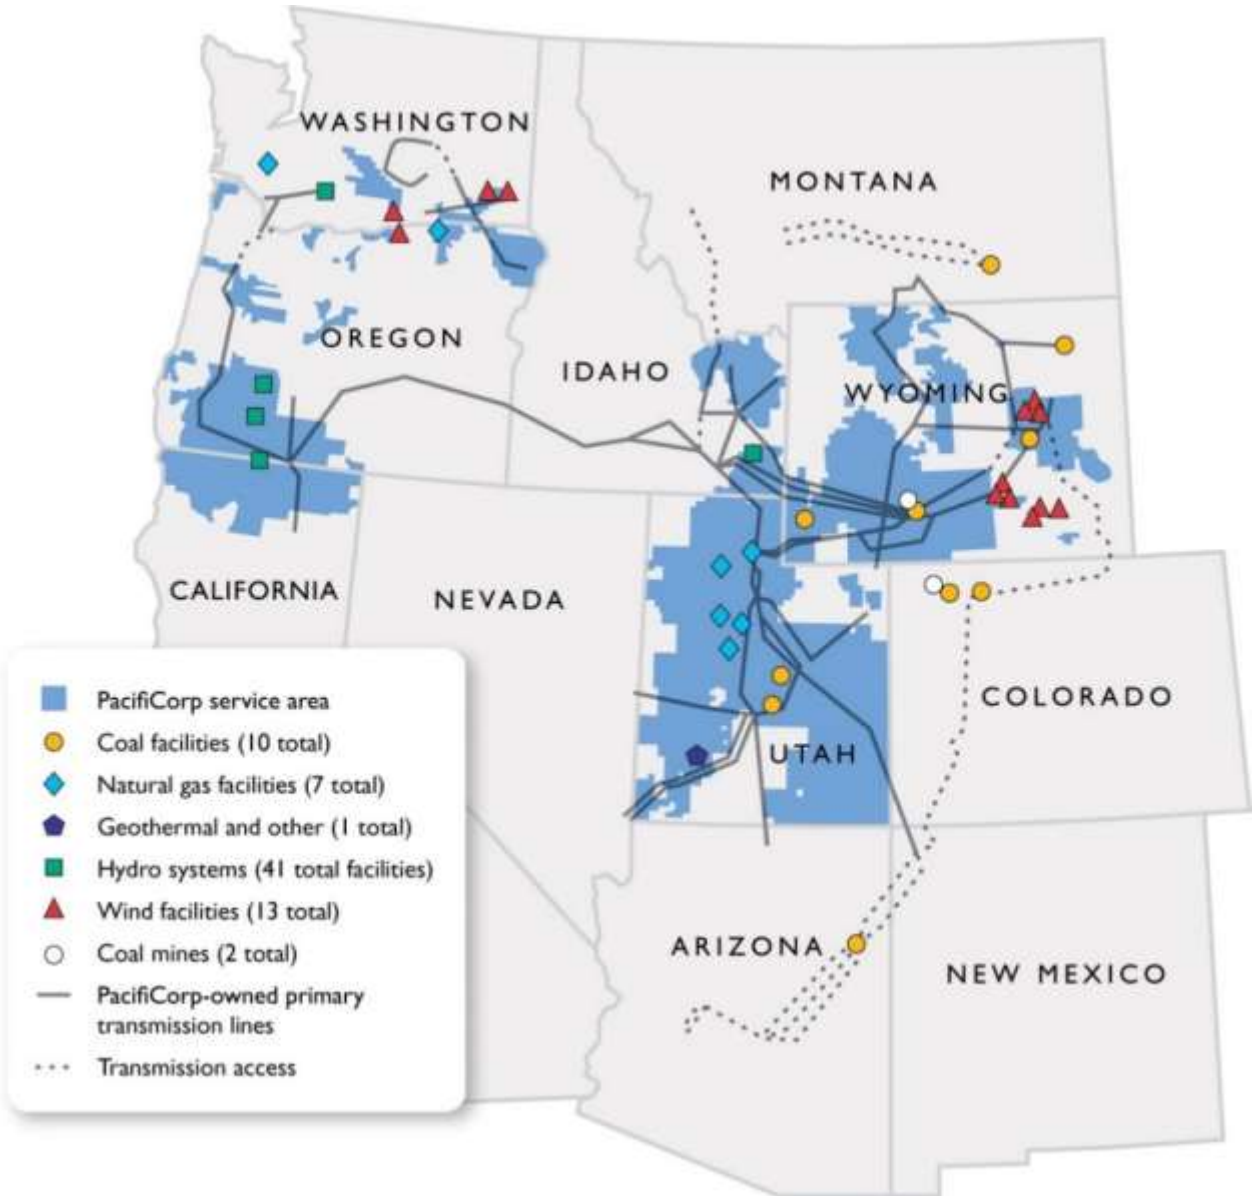 WASHINGTON
MONTANA
OREGON
IDAHO
WYOMING
CALIFORNIA
NEVADA
COLORADO
UTAH
ARIZONA
NEW MEXICO
PacifiCorp service area
Coal facilities (10 total)
Natural gas facilities (7 total)
Geothermal and other (1 total)
Hydro systems (41 total facilities)
Wind facilities (13 total)
Coal mines (2 total)
PacifiCorp-owned primary
transmission lines
Transmission access